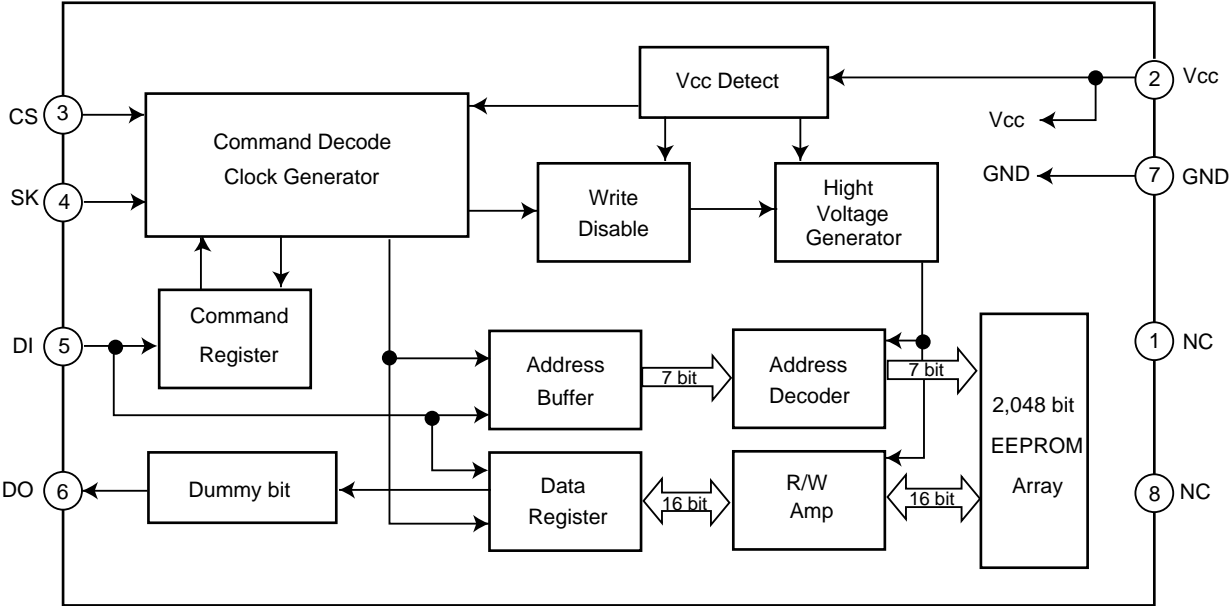 Vcc Detect
2 Vcc
CS 3
Command Decode
Clock Generator
Vcc
SK 4
Write
Disable
Hight
Voltage
Generator
GND
7 GND
DI 5
Command
Register
Address
Buffer
7 bit
Address
Decoder
7 bit
2,048 bit
EEPROM
Array
1 NC
DO 6
Dummy bit
Data
Register
16 bit
R/W
Amp
16 bit
8 NC